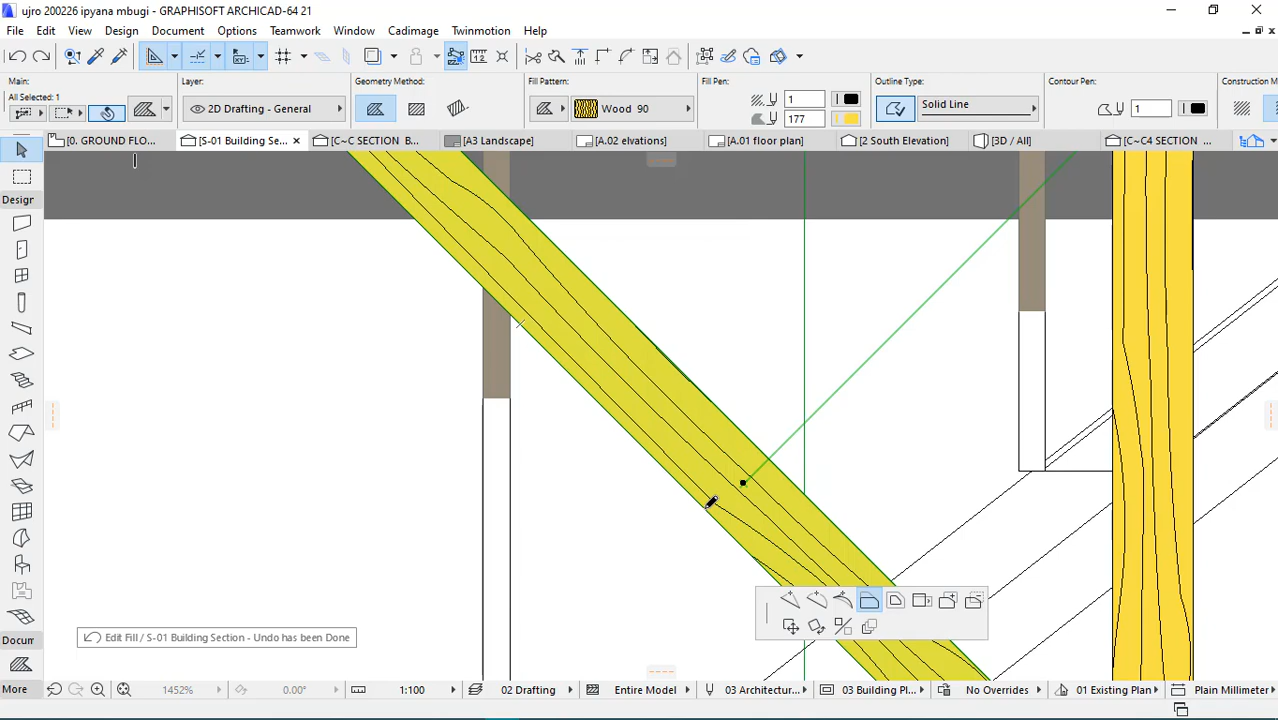 ujro 200226 ipyana mbugi - GRAPHISOFT ARCHICAD-64 21
File Edit View Design Document Options Teamwork Window Cadimage Twinmotion Help
Main: Layer: Geometry Method: Fill Pattern: Fill Pen: Outline Type: Contour Pen: Construction M
All Selected: 1
2D Drafting - General
Wood 90
1
177
Solid Line
1
[0. GROUND FLO... [S-01 Building Se... [C~C SECTION B... [A3 Landscape] [A.02 elvations] [A.01 floor plan] [2 South Elevation] [3D / All] [C~C4 SECTION ...
Design
Edit Fill / S-01 Building Section - Undo has been Done
Docum
More
1452% 0.00° 1:100 02 Drafting Entire Model 03 Architectur... 03 Building Pl... No Overrides 01 Existing Plan Plain Millimeter